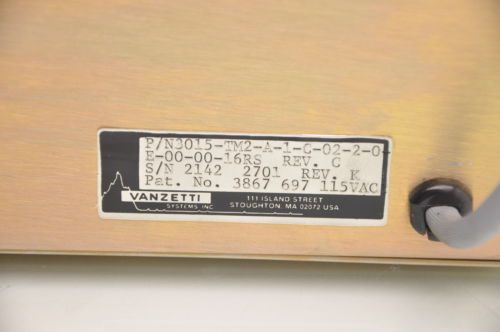 P/N3015-TM2-A-1-C-02-2-0-
E-00-00-16RS REV. C
S/N 2142 2701 REV. K
Pat. No. 3867 697 115VAC
VANZETTI
SYSTEMS INC
111 ISLAND STREET
STOUGHTON, MA 02072 USA